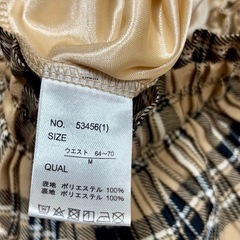 NO. 53456(1)
SIZE
ウエスト 64~70
M
QUAL
表地 ポリエステル 100%
裏地 ポリエステル 100%